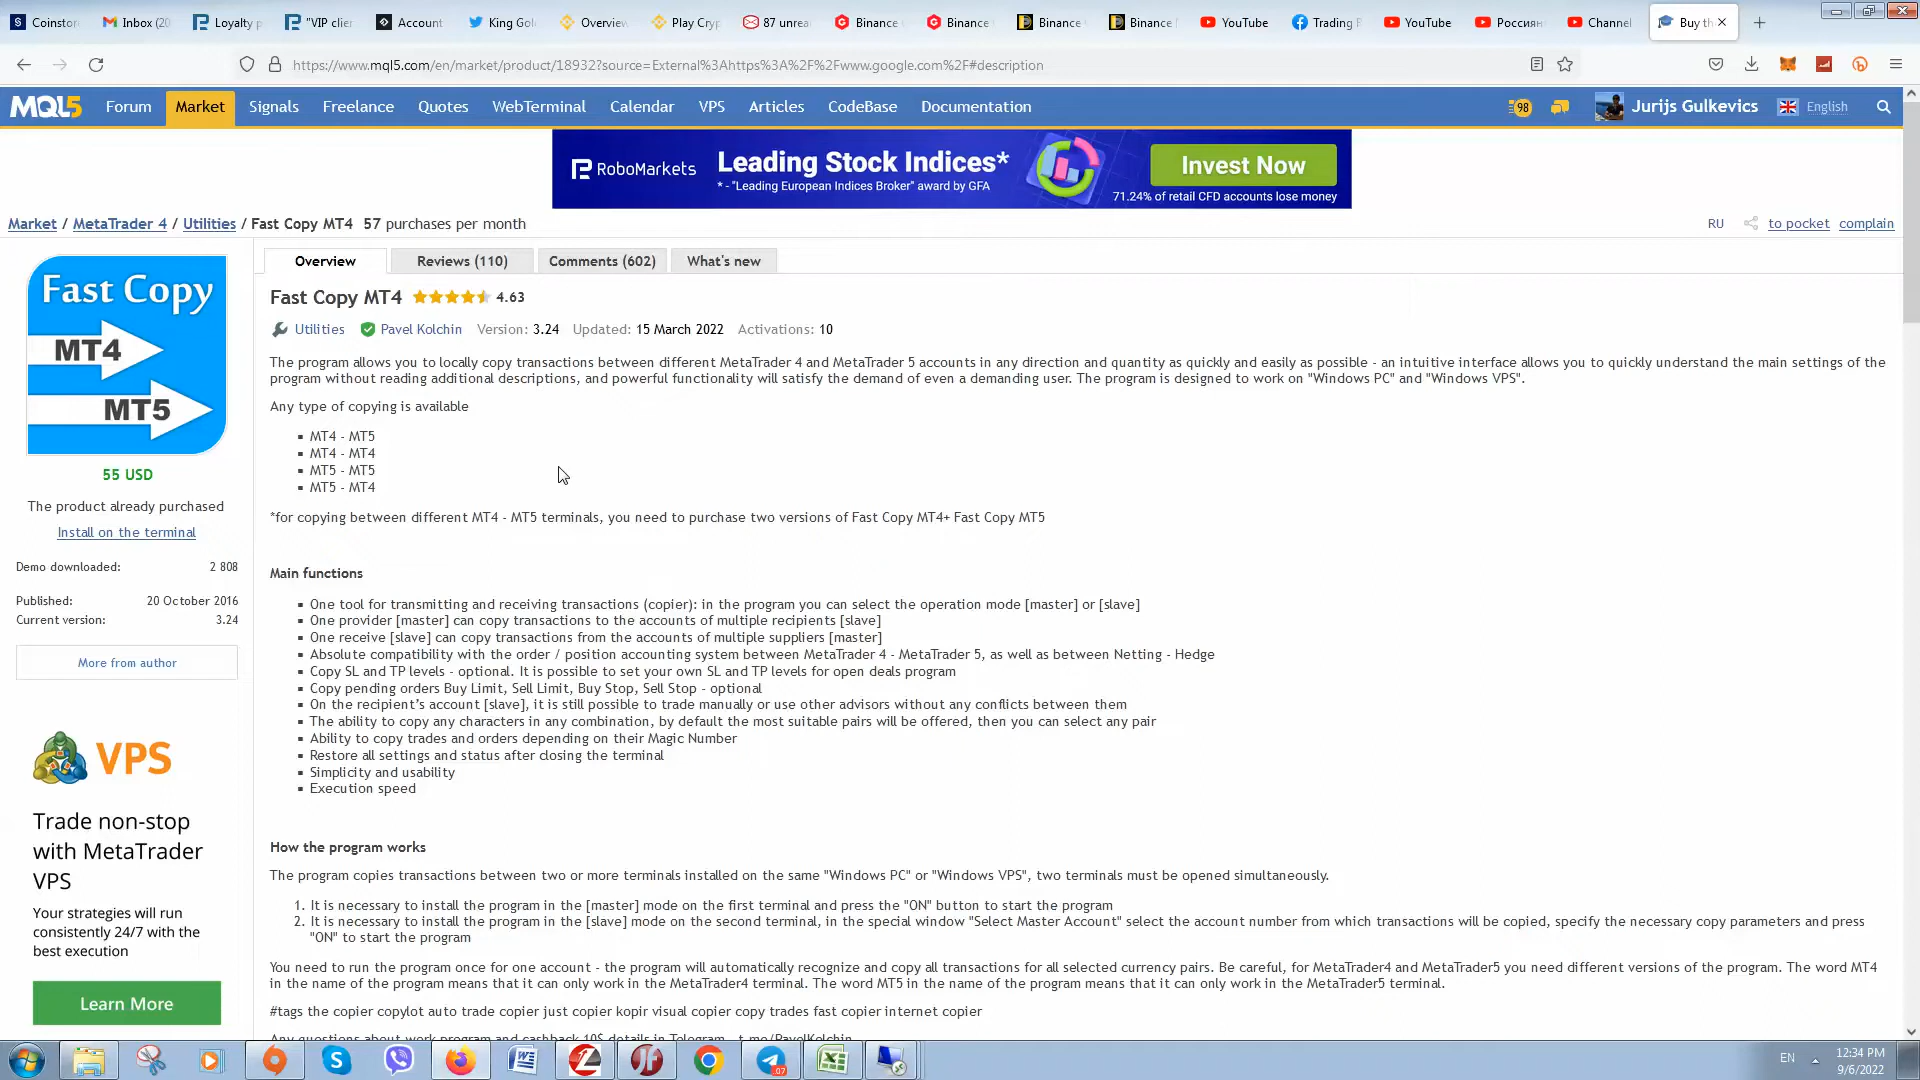 Coinstor
Inbox (20
Loyalty p
"VIP clie
Account
King Gol
Overview
Play Cryp
87 unrea
Binance
Binance
Binance
Binance
YouTube
Trading
YouTube
Россиян
Channel
Buy th
https://www.mql5.com/en/market/product/18932?source=External%3Ahttps%3A%2F%2Fwww.google.com%2F#description
MQL5
Forum
Market
Signals
Freelance
Quotes
WebTerminal
Calendar
VPS
Articles
CodeBase
Documentation
98
Jurijs Gulkevics
English
RoboMarkets
Leading Stock Indices*
* - "Leading European Indices Broker" award by GFA
Invest Now
71.24% of retail CFD accounts lose money
Market / MetaTrader 4 / Utilities / Fast Copy MT4 57 purchases per month
RU
to pocket
complain
Fast Copy
MT4
MT5
55 USD
The product already purchased
Install on the terminal
Demo downloaded: 2 808
Published: 20 October 2016
Current version: 3.24
More from author
VPS
Trade non-stop
with MetaTrader
VPS
Your strategies will run
consistently 24/7 with the
best execution
Learn More
Overview
Reviews (110)
Comments (602)
What's new
Fast Copy MT4 4.63
Utilities Pavel Kolchin Version: 3.24 Updated: 15 March 2022 Activations: 10
The program allows you to locally copy transactions between different MetaTrader 4 and MetaTrader 5 accounts in any direction and quantity as quickly and easily as possible - an intuitive interface allows you to quickly understand the main settings of the
program without reading additional descriptions, and powerful functionality will satisfy the demand of even a demanding user. The program is designed to work on "Windows PC" and "Windows VPS".
Any type of copying is available
MT4 - MT5
MT4 - MT4
MT5 - MT5
MT5 - MT4
*for copying between different MT4 - MT5 terminals, you need to purchase two versions of Fast Copy MT4+ Fast Copy MT5
Main functions
One tool for transmitting and receiving transactions (copier): in the program you can select the operation mode [master] or [slave]
One provider [master] can copy transactions to the accounts of multiple recipients [slave]
One receive [slave] can copy transactions from the accounts of multiple suppliers [master]
Absolute compatibility with the order / position accounting system between MetaTrader 4 - MetaTrader 5, as well as between Netting - Hedge
Copy SL and TP levels - optional. It is possible to set your own SL and TP levels for open deals program
Copy pending orders Buy Limit, Sell Limit, Buy Stop, Sell Stop - optional
On the recipient's account [slave], it is still possible to trade manually or use other advisors without any conflicts between them
The ability to copy any characters in any combination, by default the most suitable pairs will be offered, then you can select any pair
Ability to copy trades and orders depending on their Magic Number
Restore all settings and status after closing the terminal
Simplicity and usability
Execution speed
How the program works
The program copies transactions between two or more terminals installed on the same "Windows PC" or "Windows VPS", two terminals must be opened simultaneously.
1. It is necessary to install the program in the [master] mode on the first terminal and press the "ON" button to start the program
2. It is necessary to install the program in the [slave] mode on the second terminal, in the special window "Select Master Account" select the account number from which transactions will be copied, specify the necessary copy parameters and press
"ON" to start the program
You need to run the program once for one account - the program will automatically recognize and copy all transactions for all selected currency pairs. Be careful, for MetaTrader4 and MetaTrader5 you need different versions of the program. The word MT4
in the name of the program means that it can only work in the MetaTrader4 terminal. The word MT5 in the name of the program means that it can only work in the MetaTrader5 terminal.
#tags the copier copylot auto trade copier just copier kopir visual copier copy trades fast copier internet copier
Any questions about work program and cashback 10$ details in Telegram - t.me/PavelKolchin
EN
12:34 PM
9/6/2022